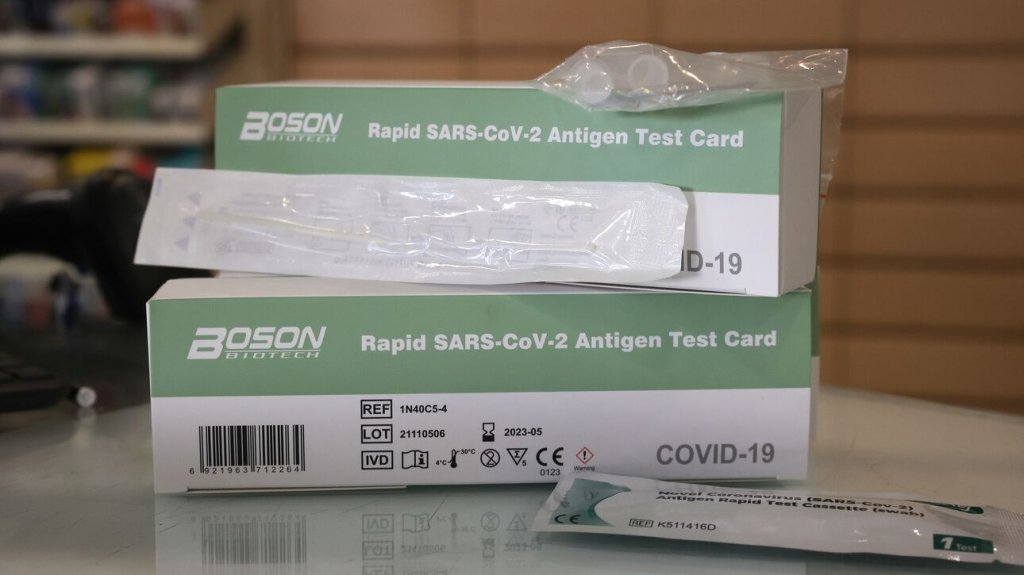 BOSON
BIOTECH
Rapid SARS-CoV-2 Antigen Test Card
ID-19
BOSON
BIOTECH
Rapid SARS-CoV-2 Antigen Test Card
REF 1N40C5-4
LOT 21110506 2023-05
IVD 4°C 30°C 5 CE 0123 Warning
6 921963 712264
COVID-19
Novel Coronavirus (SARS-CoV-2)
Antigen Rapid Test Cassette (swab)
CE REF K511416D
1 Test